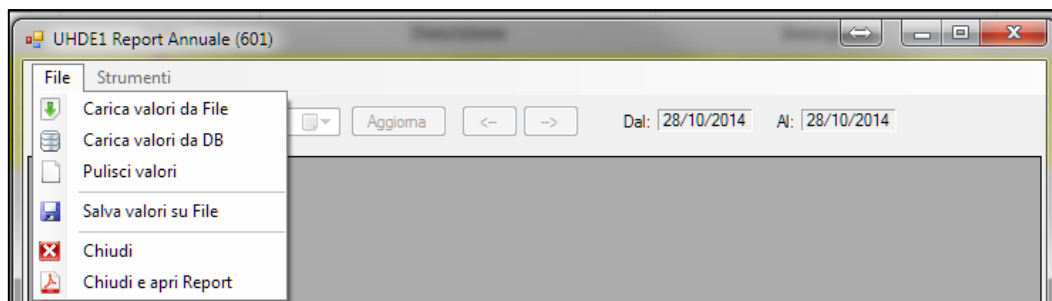 UHDE1 Report Annuale (601)
File Strumenti
Carica valori da File
Carica valori da DB
Pulisci valori
Salva valori su File
Chiudi
Chiudi e apri Report
Aggiorna <-- --> Dal: 28/10/2014 Al: 28/10/2014